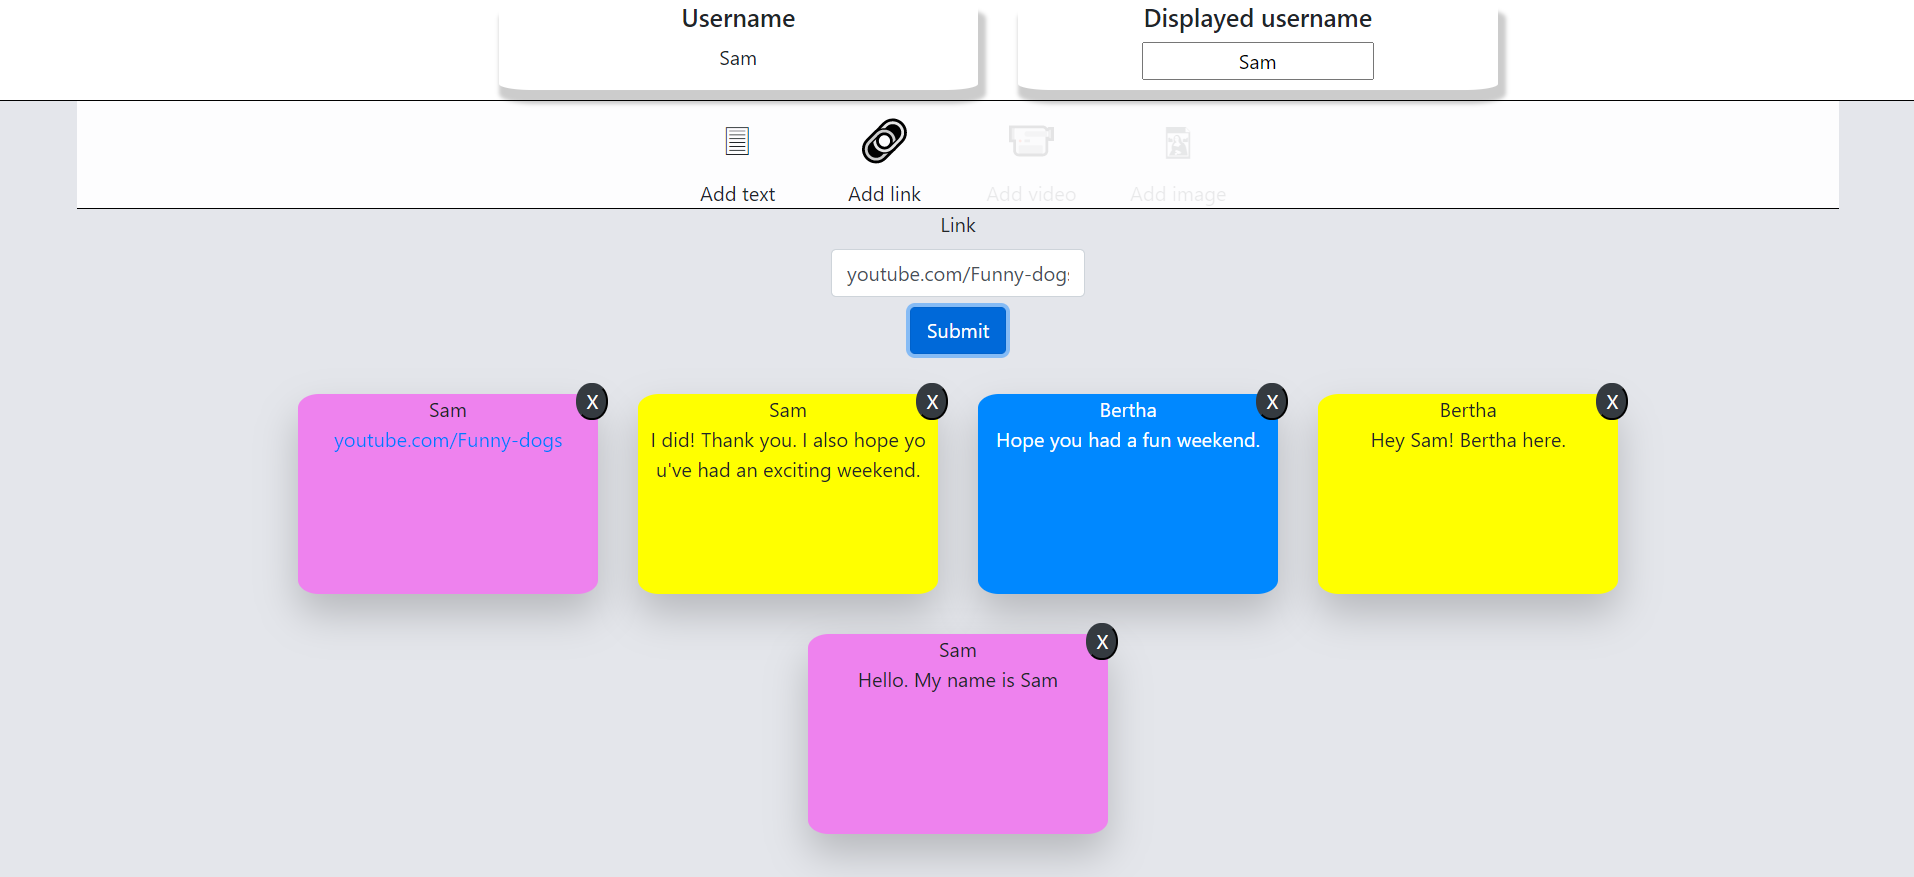 Username
Displayed username
Sam
Sam
Add text
Add link
Add video
Add image
Link
youtube.com/Funny-dogs
Submit
X
Sam
youtube.com/Funny-dogs
X
Sam
I did! Thank you. I also hope yo
u've had an exciting weekend.
X
Bertha
Hope you had a fun weekend.
X
Bertha
Hey Sam! Bertha here.
X
Sam
Hello. My name is Sam